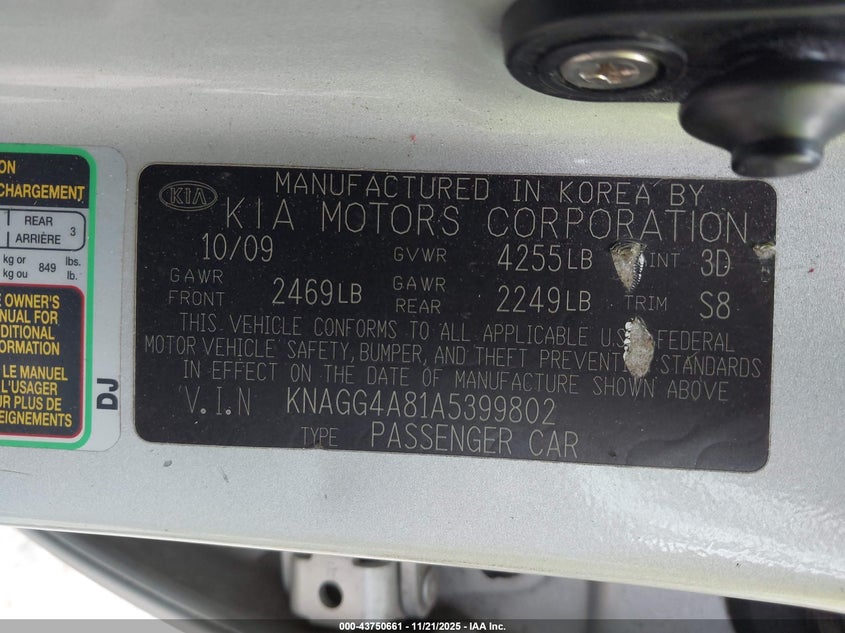 ON
CHARGEMENT
REAR
ARRIÈRE 3
kg or
kg ou 849 lbs.
lb.
OWNER'S
MANUAL FOR
DITIONAL
FORMATION
LE MANUEL
L'USAGER
UR PLUS DE
EIGNEMENTS
DJ
KIA
MANUFACTURED IN KOREA BY
KIA MOTORS CORPORATION
10/09 GVWR 4255LB INT 3D
GAWR FRONT 2469LB GAWR REAR 2249LB TRIM S8
THIS VEHICLE CONFORMS TO ALL APPLICABLE U.S. FEDERAL
MOTOR VEHICLE SAFETY, BUMPER, AND THEFT PREVENT STANDARDS
IN EFFECT ON THE DATE OF MANUFACTURE SHOWN ABOVE
V.I.N KNAGG4A81A5399802
TYPE PASSENGER CAR
000-43750661 - 11/21/2025 - IAA Inc.